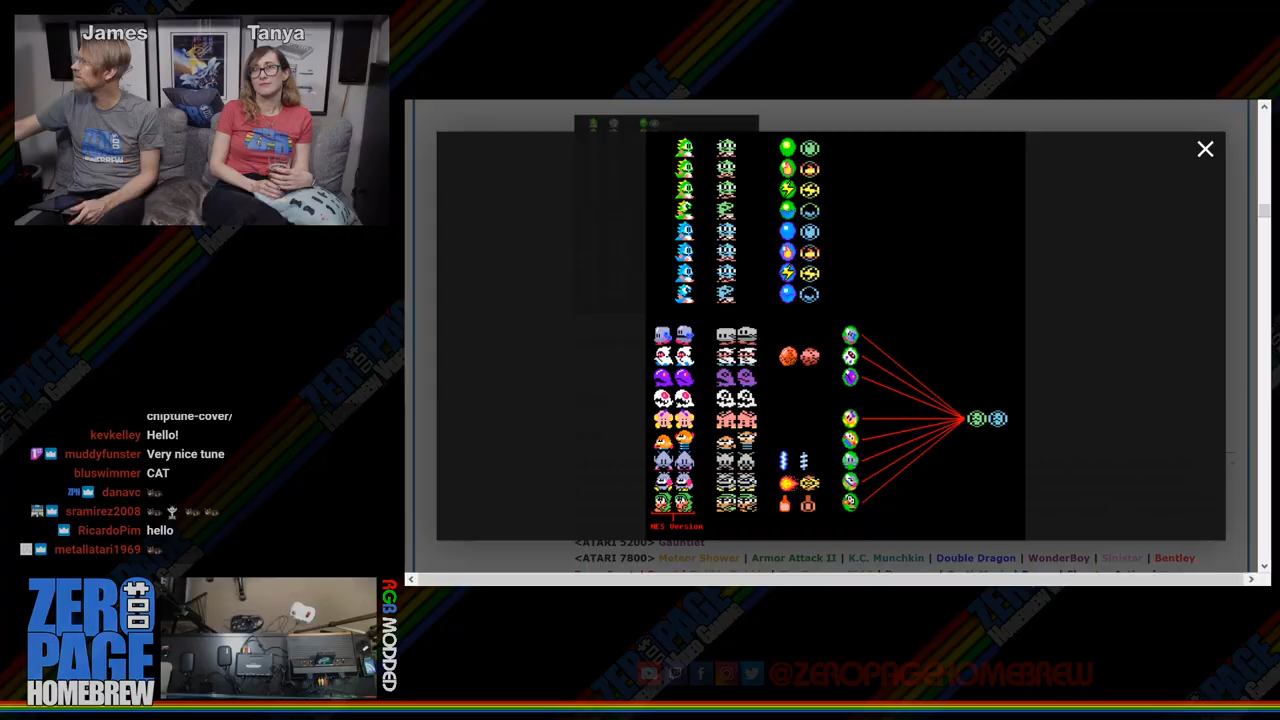 James Tanya
chiptune-cover/
kevkelley Hello!
muddyfunster Very nice tune
bluswimmer CAT
danavc
sramirez2008
RicardoPim hello
metallatari1969
NES Version
<ATARI 5200> Gauntlet
<ATARI 7800> Meteor Shower | Armor Attack II | K.C. Munchkin | Double Dragon | WonderBoy | Sinistar | Bentley
ZERO
PAGE
HOMEBREW
RGB MODDED
@ZEROPAGEHOMEBREW